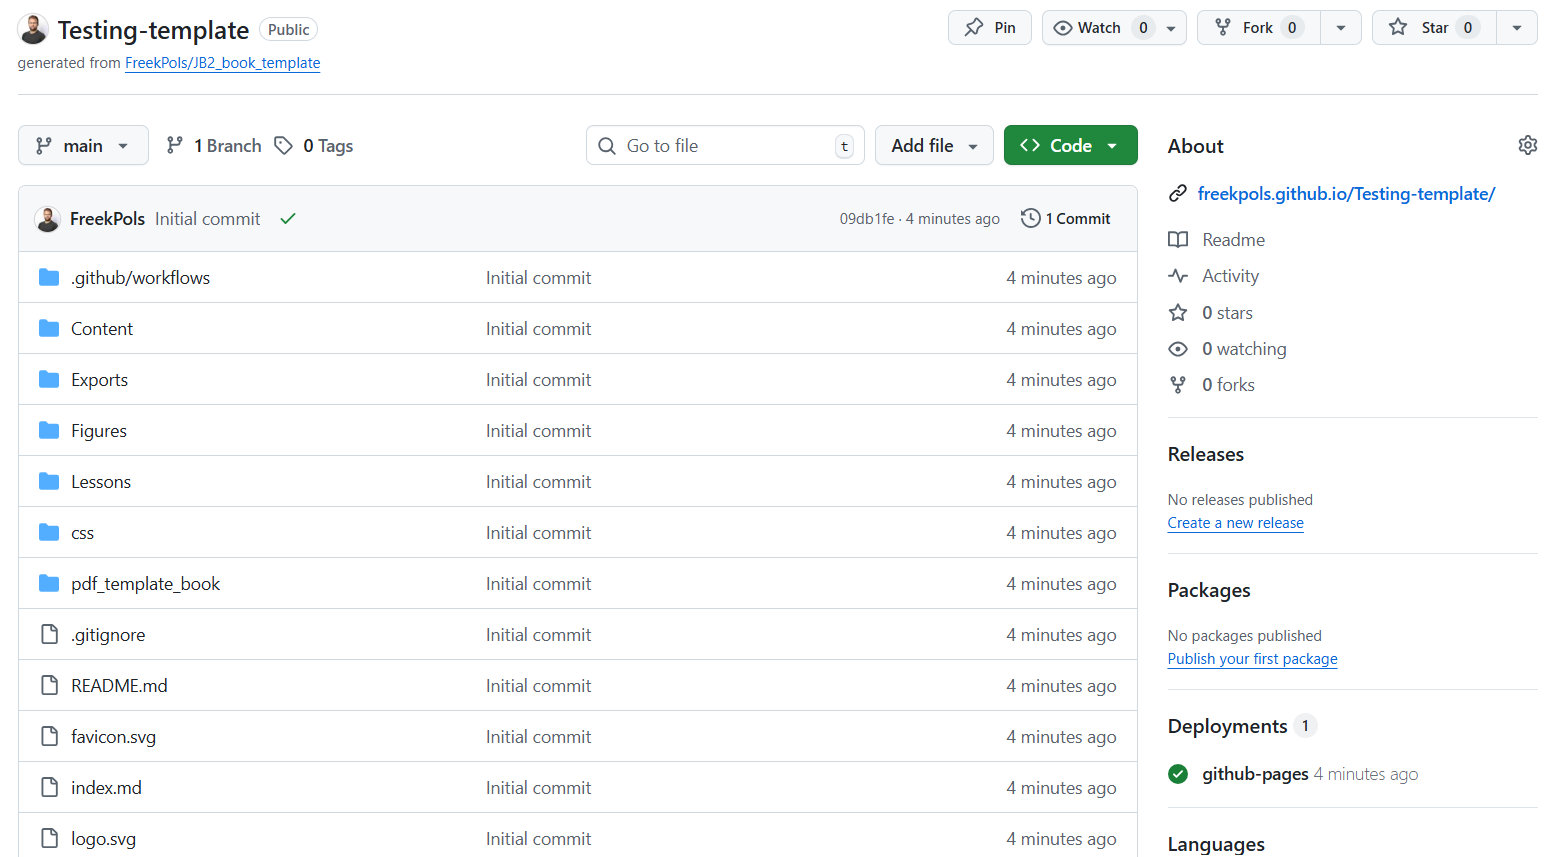 Testing-template Public
Pin
Watch 0
Fork 0
Star 0
generated from FreekPols/JB2_book_template
main
1 Branch
0 Tags
Go to file t
Add file
Code
FreekPols Initial commit
09db1fe · 4 minutes ago
1 Commit
.github/workflows Initial commit 4 minutes ago
Content Initial commit 4 minutes ago
Exports Initial commit 4 minutes ago
Figures Initial commit 4 minutes ago
Lessons Initial commit 4 minutes ago
css Initial commit 4 minutes ago
pdf_template_book Initial commit 4 minutes ago
.gitignore Initial commit 4 minutes ago
README.md Initial commit 4 minutes ago
favicon.svg Initial commit 4 minutes ago
index.md Initial commit 4 minutes ago
logo.svg Initial commit 4 minutes ago
About
freekpols.github.io/Testing-template/
Readme
Activity
0 stars
0 watching
0 forks
Releases
No releases published
Create a new release
Packages
No packages published
Publish your first package
Deployments 1
github-pages 4 minutes ago
Languages